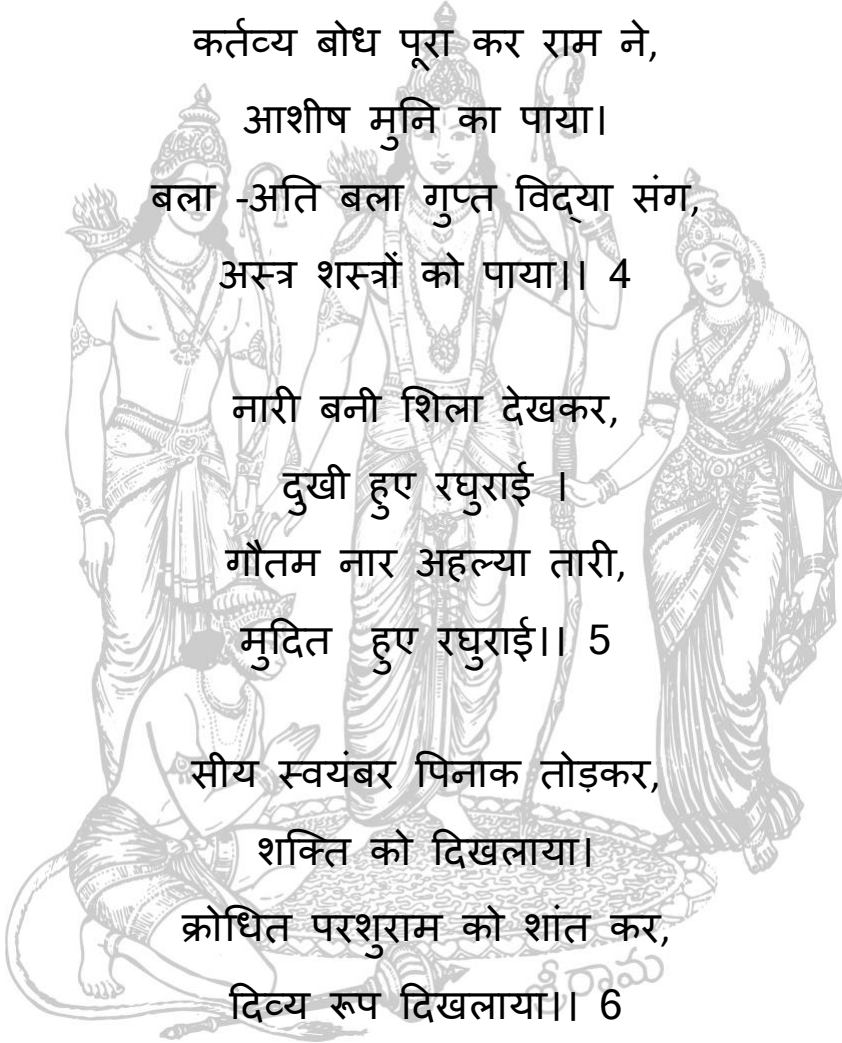 कर्तव्य बोध पूरा कर राम ने,
आशीष मुनि का पाया।
बला -अति बला गुप्त विद्या संग,
अस्त्र शस्त्रों को पाया।। 4
नारी बनी शिला देखकर,
दुखी हुए रघुराई ।
गौतम नार अहल्या तारी,
मुदित  हुए रघुराई।। 5
सीय स्वयंबर पिनाक तोड़कर,
शक्ति को दिखलाया।
क्रोधित परशुराम को शांत कर,
శ్రీరామ
दिव्य रूप दिखलाया।। 6